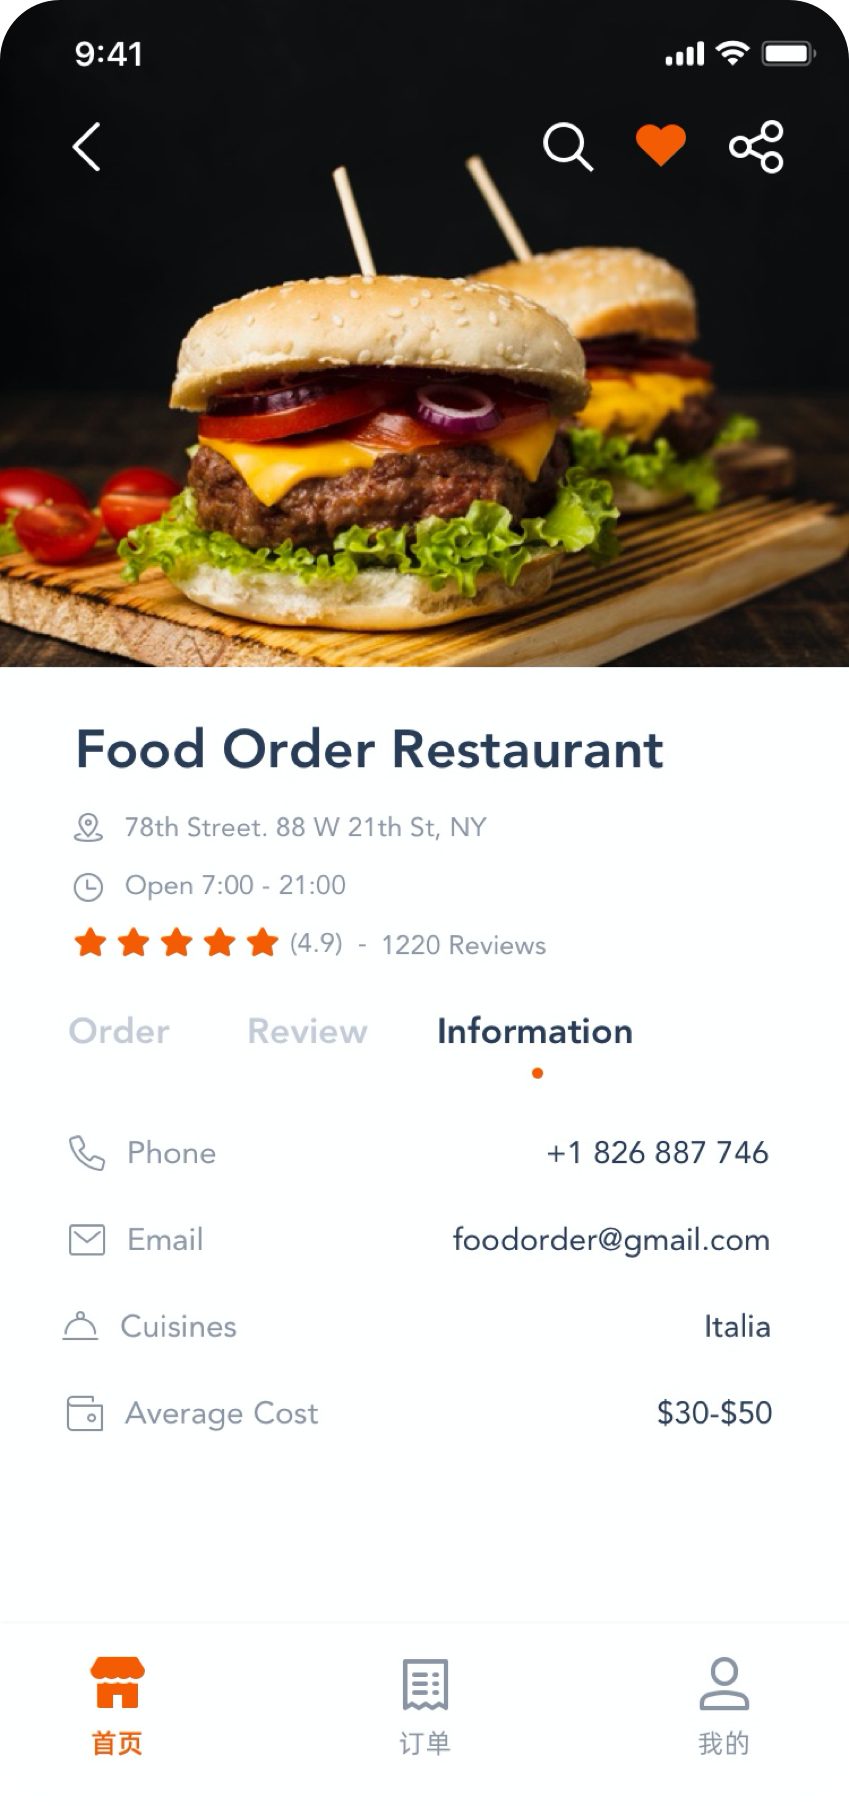 9:41
Food Order Restaurant
78th Street. 88 W 21th St, NY
Open 7:00 - 21:00
(4.9) - 1220 Reviews
Order Review Information
Phone +1 826 887 746
Email foodorder@gmail.com
Cuisines Italia
Average Cost $30-$50
首页 订单 我的